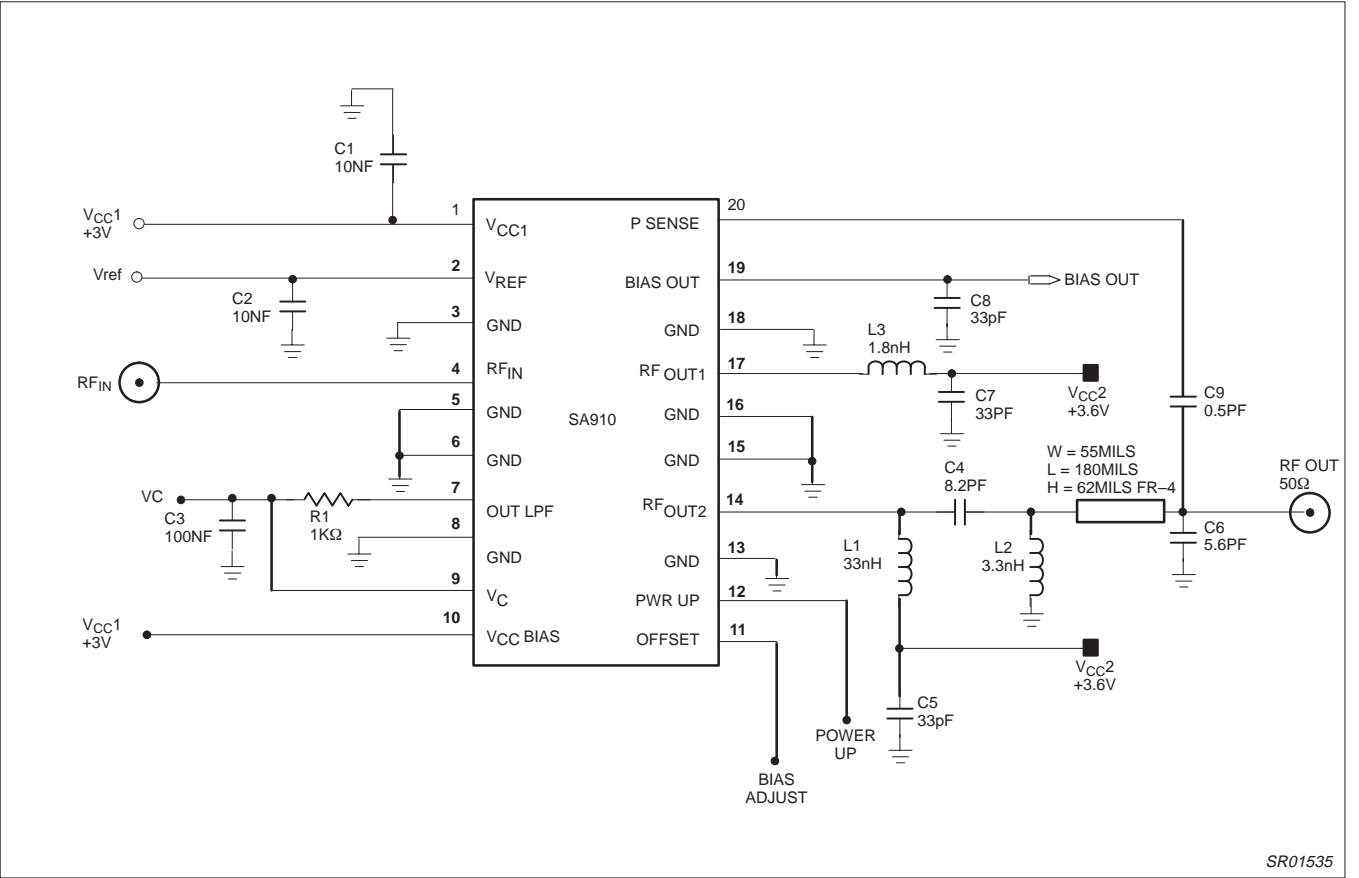 C1
10NF
VCC1
+3V
1
VCC1
Vref
2
VREF
C2
10NF
3
GND
RFIN
4
RFIN
5
GND
6
GND
VC
7
OUT LPF
C3
100NF
R1
1KΩ
8
GND
9
VC
VCC1
+3V
10
VCC BIAS
SA910
20
P SENSE
19
BIAS OUT
BIAS OUT
C8
33pF
18
GND
L3
1.8nH
17
RF OUT1
C7
33PF
VCC2
+3.6V
C9
0.5PF
16
GND
15
GND
W = 55MILS
L = 180MILS
H = 62MILS FR–4
RF OUT
50Ω
C4
8.2PF
14
RFOUT2
C6
5.6PF
L1
33nH
L2
3.3nH
13
GND
12
PWR UP
11
OFFSET
VCC2
+3.6V
C5
33pF
POWER
UP
BIAS
ADJUST
SR01535